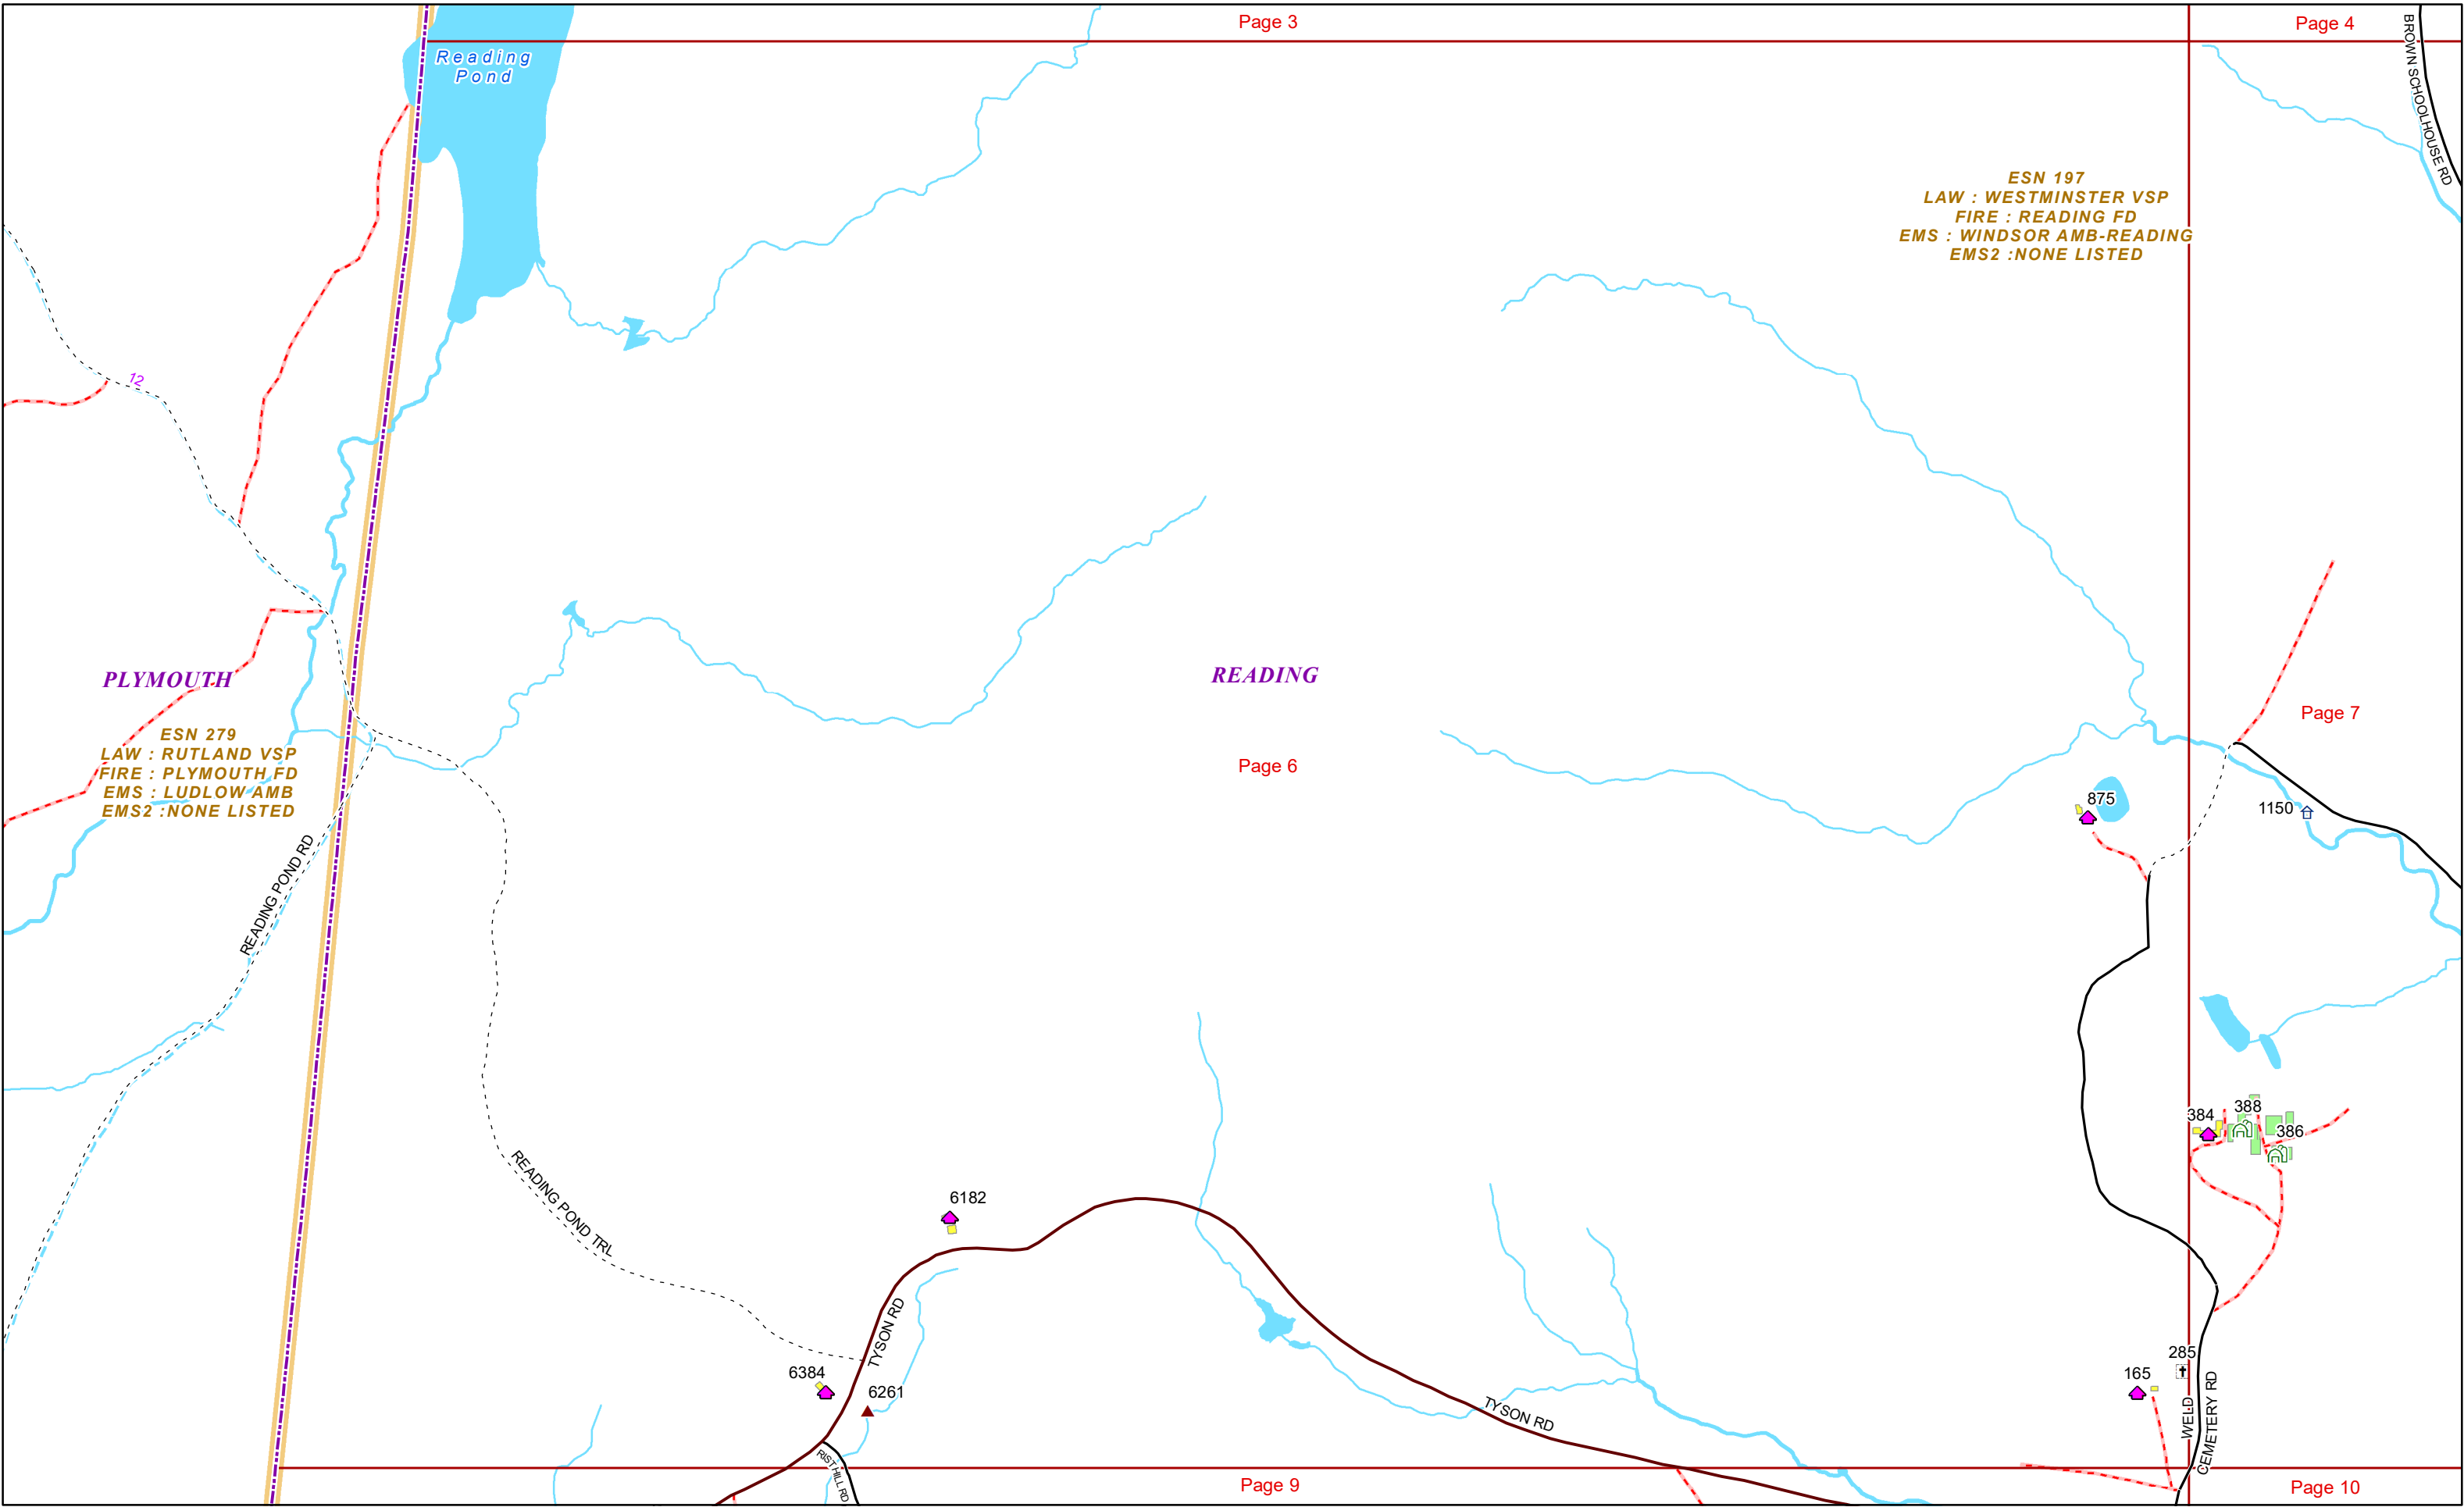 Page 3
Page 4
BROWN SCHOOLHOUSE RD
Reading
Pond
ESN 197
LAW : WESTMINSTER VSP
FIRE : READING FD
EMS : WINDSOR AMB-READING
EMS2 :NONE LISTED
12
PLYMOUTH
READING
ESN 279
LAW : RUTLAND VSP
FIRE : PLYMOUTH FD
EMS : LUDLOW AMB
EMS2 :NONE LISTED
Page 7
Page 6
875
1150
READING POND RD
384
388
386
READING POND TRL
6182
TYSON RD
6384
6261
285
165
TYSON RD
WELD
CEMETERY RD
RIST HILL RD
Page 9
Page 10